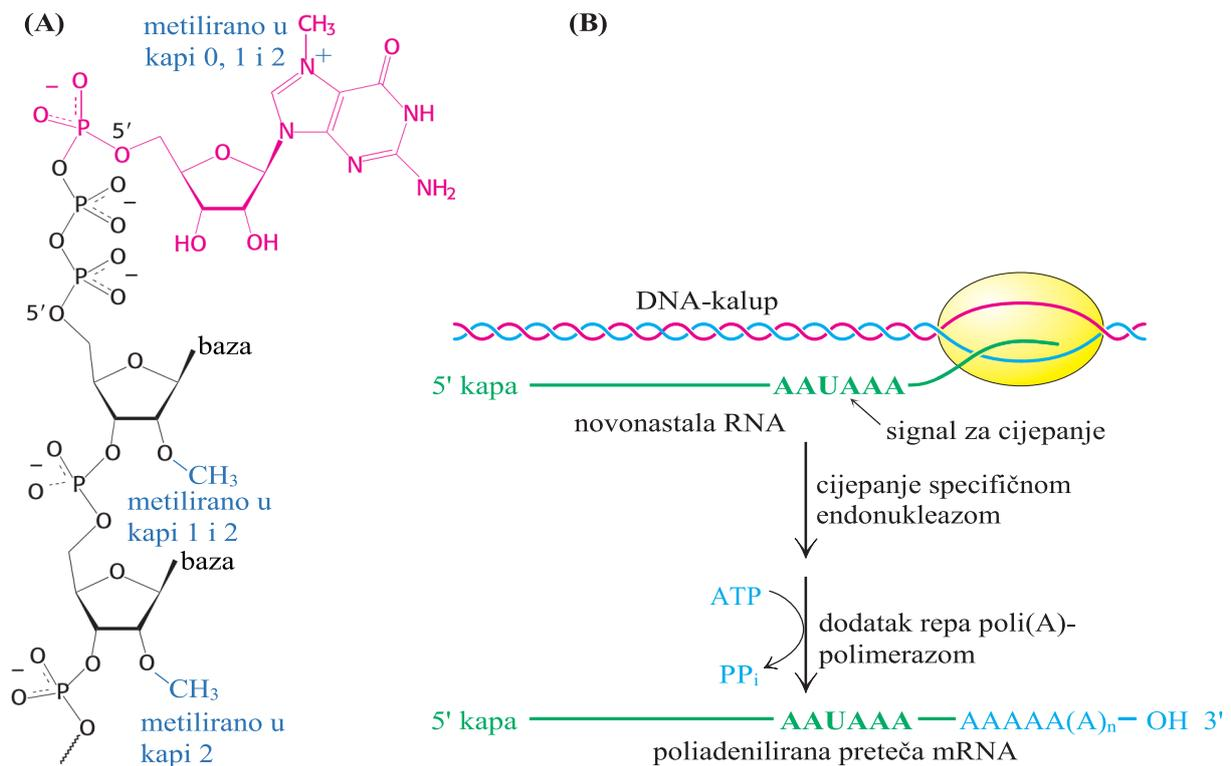 (A)
metilirano u
kapi 0, 1 i 2
CH3
+
N
O
NH
N
N
NH2
O
HO
OH
−
O
O
P
5′
O
O
P
O
−
O
O
P
O
−
O
5′O
baza
O
O
O
CH3
metilirano u
kapi 1 i 2
−
O
P
O
O
baza
O
O
O
CH3
metilirano u
kapi 2
−
O
P
O
O
(B)
DNA-kalup
5' kapa
AAUAAA
novonastala RNA
signal za cijepanje
cijepanje specifičnom
endonukleazom
ATP
dodatak repa poli(A)-
polimerazom
PPi
5' kapa
AAUAAA
AAAAA(A)n
OH 3'
poliadenilirana preteča mRNA